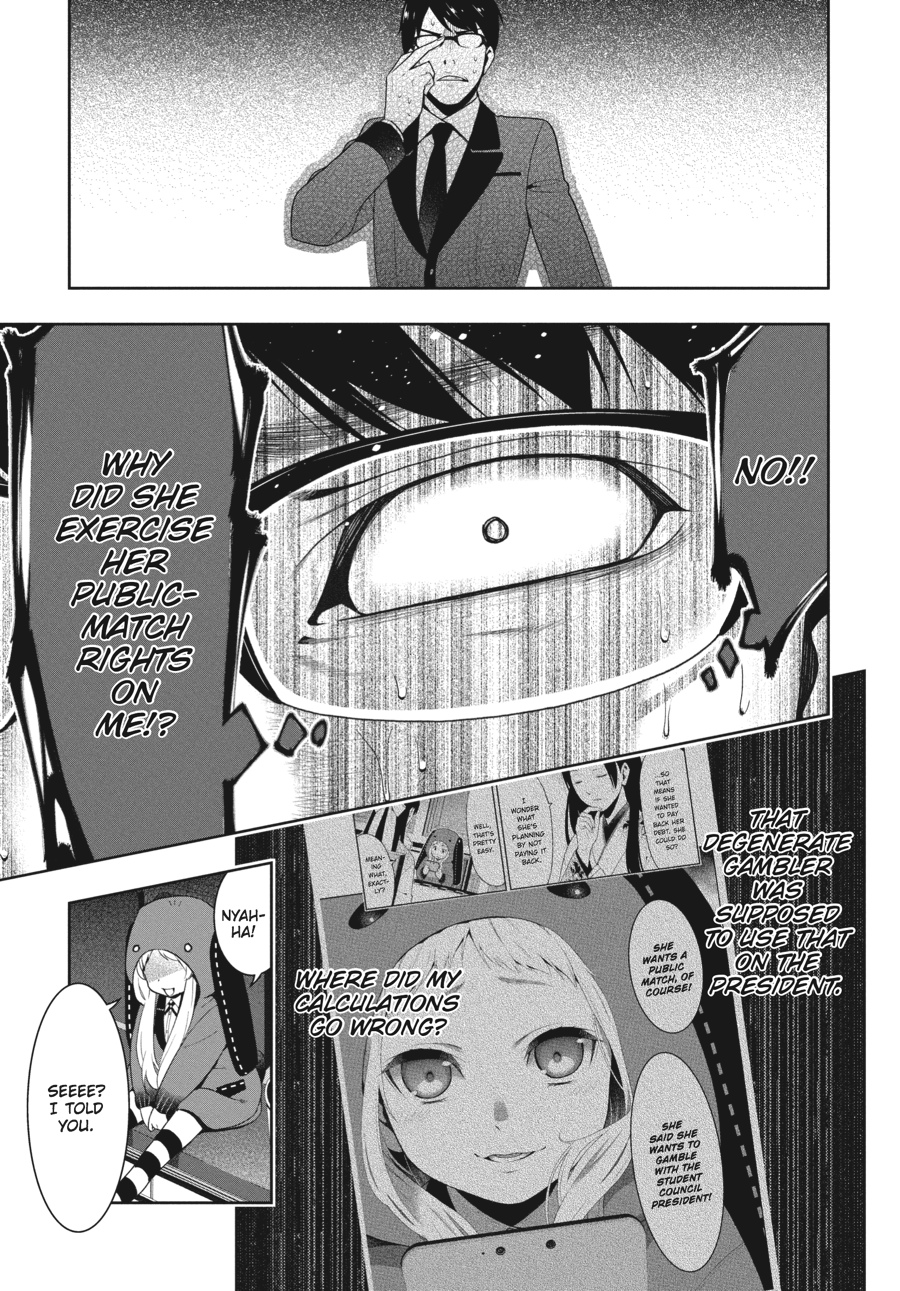 NO!!
WHY
DID SHE
EXERCISE
HER
PUBLIC-
MATCH
RIGHTS
ON
ME!?
THAT
DEGENERATE
GAMBLER
WAS
SUPPOSED
TO USE THAT
ON THE
PRESIDENT.
...SO
THAT
MEANS
IF SHE
WANTED
TO PAY
BACK HER
DEBT, SHE
COULD DO
SO?
I
WONDER
WHAT
SHE'S
PLANNING
BY NOT
PAYING IT
BACK.
WELL,
THAT'S
PRETTY
EASY.
MEAN-
ING
WHAT,
EXACT-
LY?
SHE
WANTS A
PUBLIC
MATCH, OF
COURSE!
SHE
SAID SHE
WANTS TO
GAMBLE
WITH THE
STUDENT
COUNCIL
PRESIDENT!
WHERE DID MY
CALCULATIONS
GO WRONG?
NYAH-
HA!
SEEEE?
I TOLD
YOU.